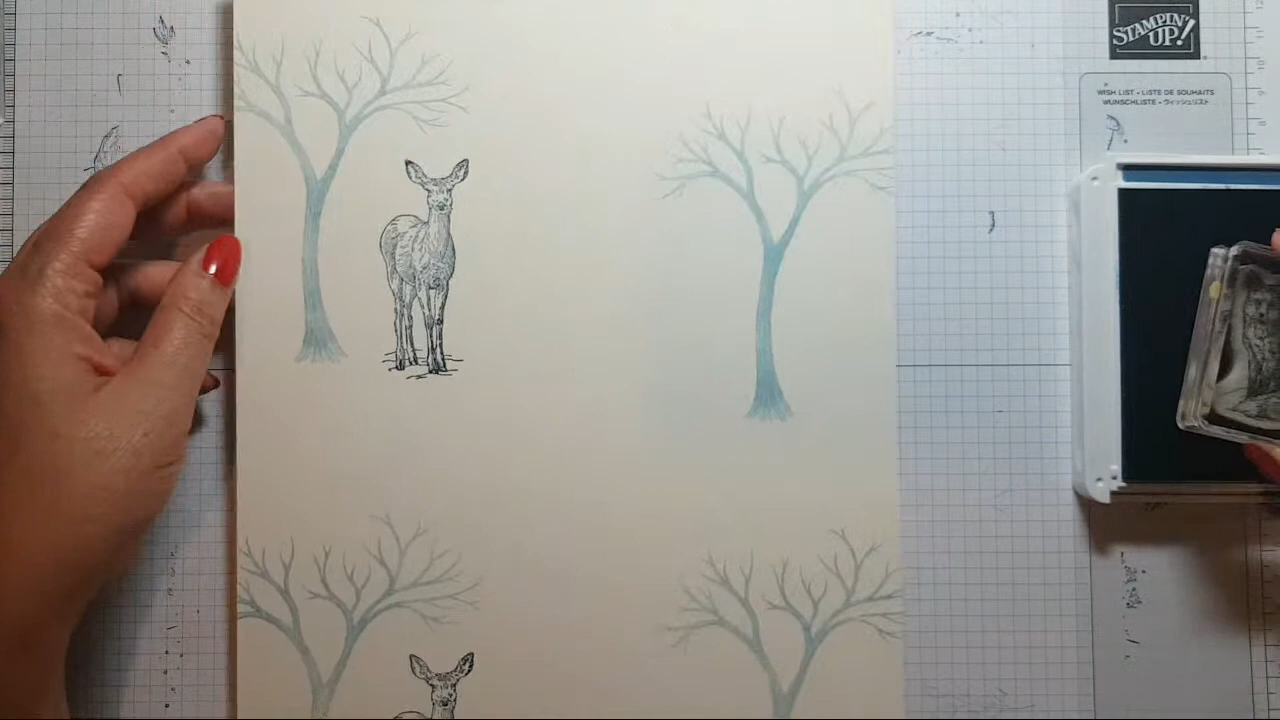 STAMPIN'
UP!
WISH LIST • LISTE DE SOUHAITS
WUNSCHLISTE • ウィッシュリスト